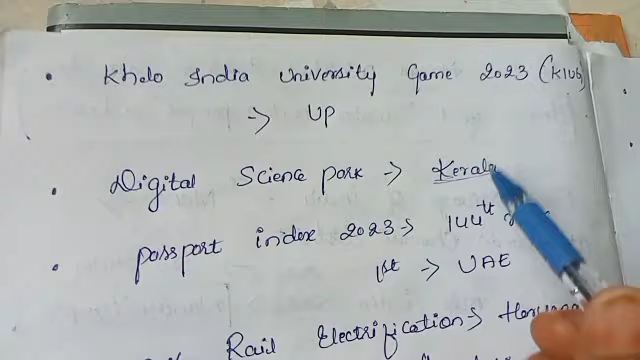 Khelo India University Game 2023 (KIUG)
→ UP
Digital Science park → Kerala
passport index 2023 → 144th
1st → UAE
Rail Electrification →